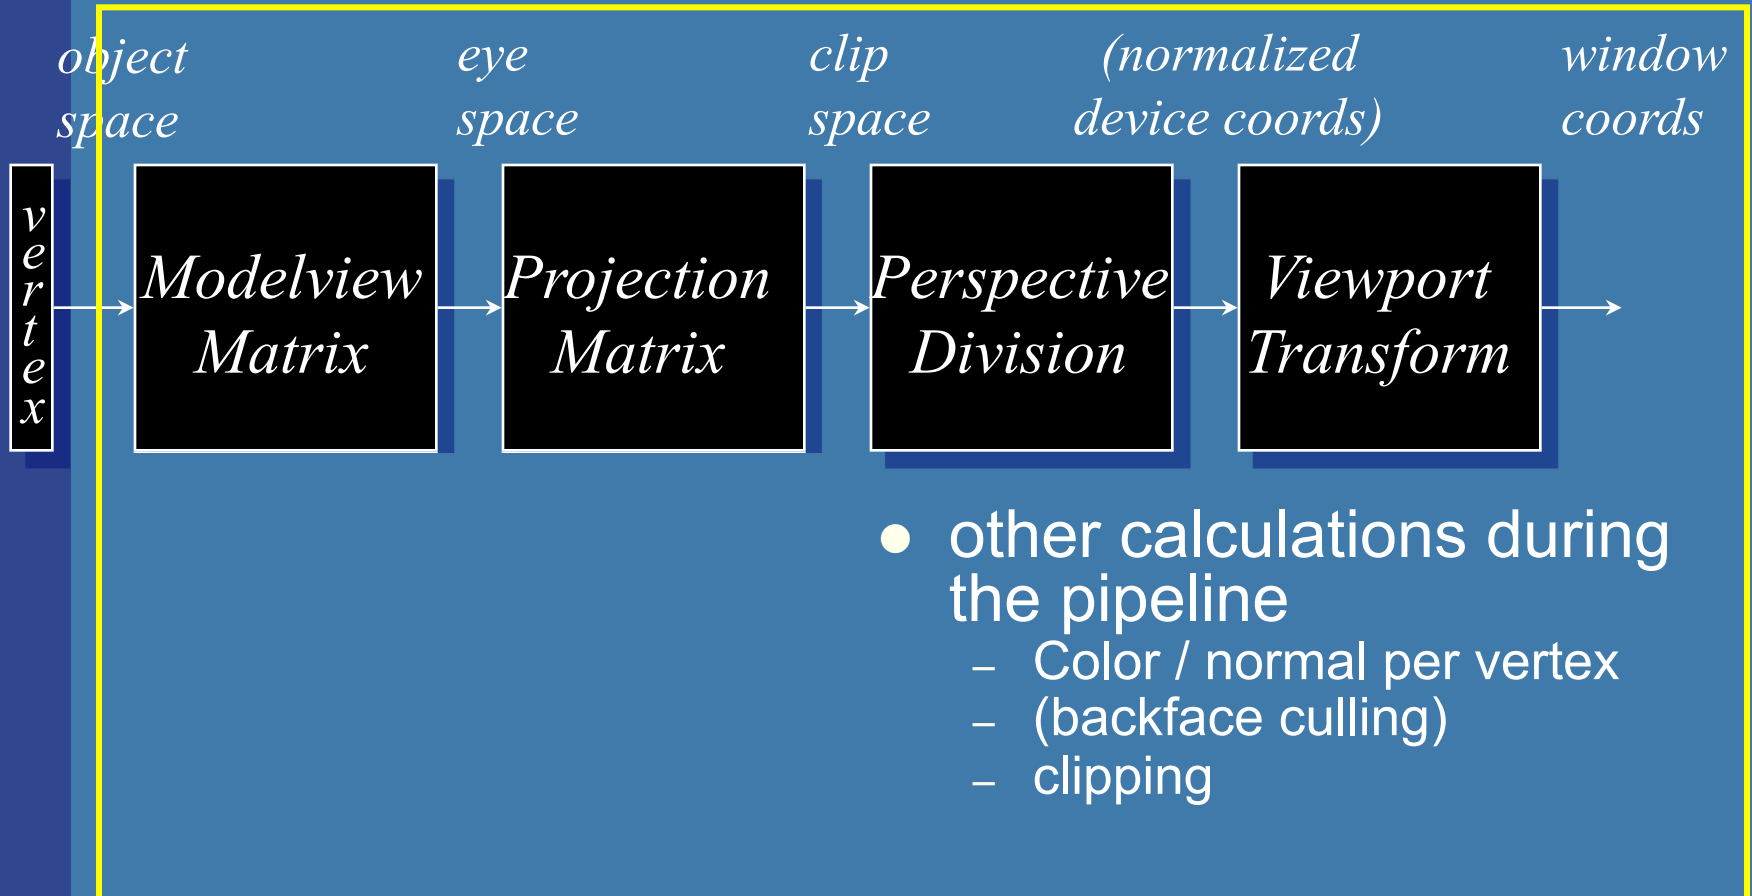 object eye clip (normalized window
space space space device coords) coords
vertex
Modelview Projection Perspective Viewport
Matrix Matrix Division Transform
● other calculations during
the pipeline
– Color / normal per vertex
– (backface culling)
– clipping